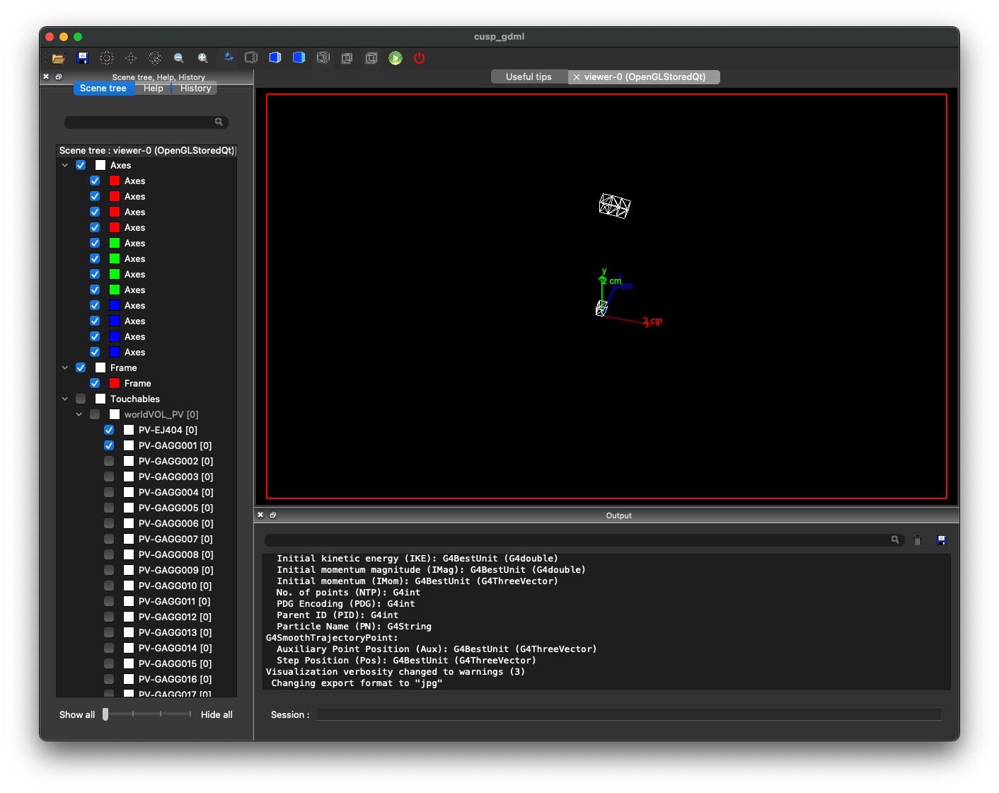 cusp_gdml
Scene tree, Help, History
Scene tree
Help
History
Scene tree : viewer-0 (OpenGLStoredQt)
Axes
Axes
Axes
Axes
Axes
Axes
Axes
Axes
Axes
Axes
Axes
Axes
Axes
Frame
Frame
Touchables
worldVOL_PV [0]
PV-EJ404 [0]
PV-GAGG001 [0]
PV-GAGG002 [0]
PV-GAGG003 [0]
PV-GAGG004 [0]
PV-GAGG005 [0]
PV-GAGG006 [0]
PV-GAGG007 [0]
PV-GAGG008 [0]
PV-GAGG009 [0]
PV-GAGG010 [0]
PV-GAGG011 [0]
PV-GAGG012 [0]
PV-GAGG013 [0]
PV-GAGG014 [0]
PV-GAGG015 [0]
PV-GAGG016 [0]
PV-GAGG017 [0]
Show all
Hide all
Useful tips
viewer-0 (OpenGLStoredQt)
y
2 cm
cm
2 cm
x
Output
Initial kinetic energy (IKE): G4BestUnit (G4double)
Initial momentum magnitude (IMag): G4BestUnit (G4double)
Initial momentum (IMom): G4BestUnit (G4ThreeVector)
No. of points (NTP): G4int
PDG Encoding (PDG): G4int
Parent ID (PID): G4int
Particle Name (PN): G4String
G4SmoothTrajectoryPoint:
Auxiliary Point Position (Aux): G4BestUnit (G4ThreeVector)
Step Position (Pos): G4BestUnit (G4ThreeVector)
Visualization verbosity changed to warnings (3)
Changing export format to "jpg"
Session :